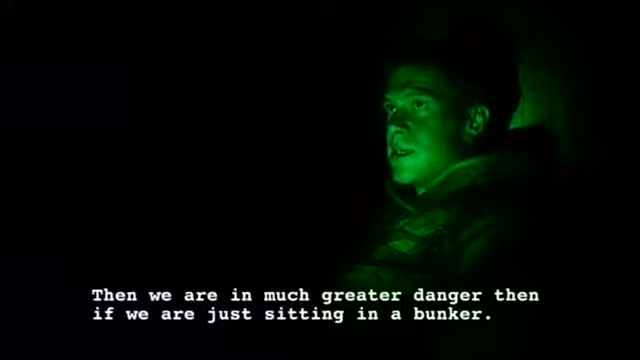 Then we are in much greater danger then
if we are just sitting in a bunker.